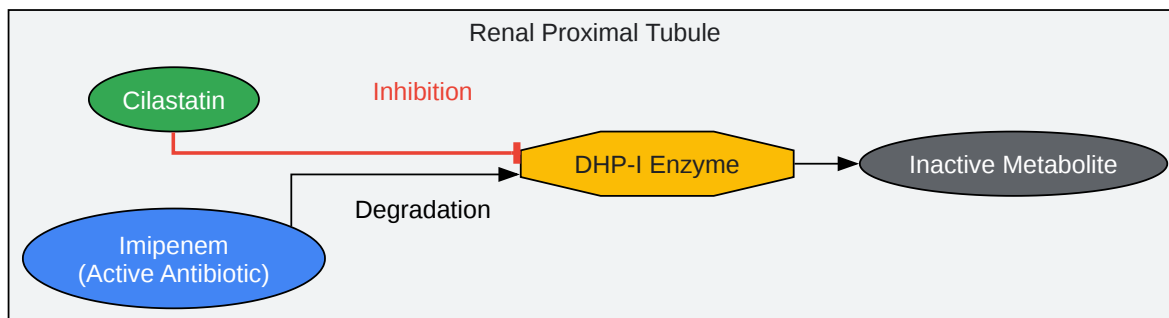 Renal Proximal Tubule
Cilastatin
Inhibition
DHP-I Enzyme
Inactive Metabolite
Degradation
Imipenem
(Active Antibiotic)